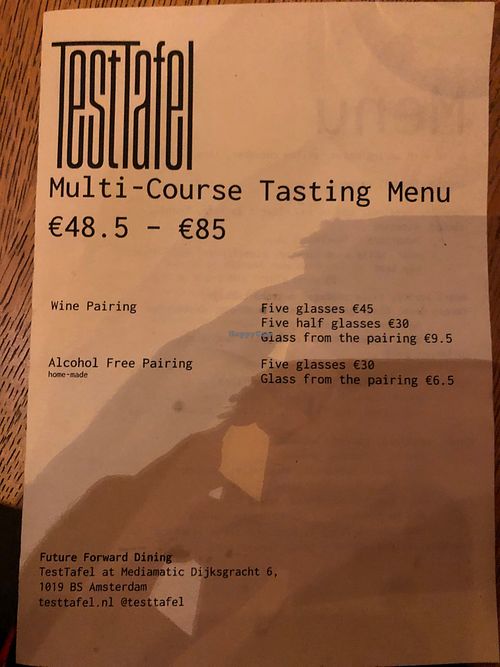 TestTafel
Menu
Multi-Course Tasting Menu
€48.5 - €85
Wine Pairing
Five glasses €45
Five half glasses €30
Glass from the pairing €9.5
HappyCow
Alcohol Free Pairing
home-made
Five glasses €30
Glass from the pairing €6.5
Future Forward Dining
TestTafel at Mediamatic Dijksgracht 6,
1019 BS Amsterdam
testtafel.nl @testtafel